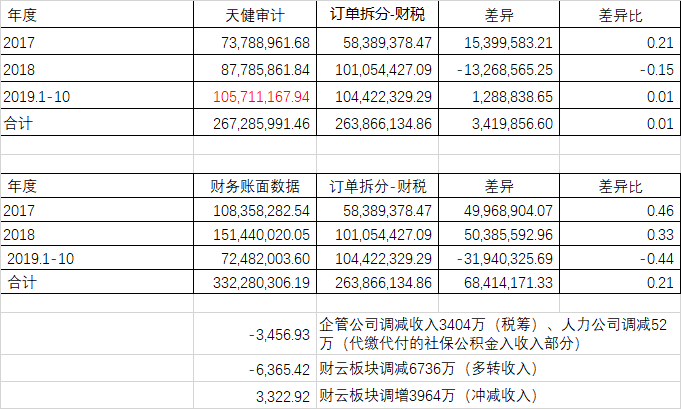 年度 天健审计 订单拆分-财税 差异 差异比
2017 73,788,961.68 58,389,378.47 15,399,583.21 0.21
2018 87,785,861.84 101,054,427.09 -13,268,565.25 -0.15
2019.1-10 105,711,167.94 104,422,329.29 1,288,838.65 0.01
合计 267,285,991.46 263,866,134.86 3,419,856.60 0.01
年度 财务账面数据 订单拆分-财税 差异 差异比
2017 108,358,282.54 58,389,378.47 49,968,904.07 0.46
2018 151,440,020.05 101,054,427.09 50,385,592.96 0.33
2019.1-10 72,482,003.60 104,422,329.29 -31,940,325.69 -0.44
合计 332,280,306.19 263,866,134.86 68,414,171.33 0.21
-3,456.93 企管公司调减收入3404万（税筹）、人力公司调减52
万（代缴代付的社保公积金入收入部分）
-6,365.42 财云板块调减6736万（多转收入）
3,322.92 财云板块调增3964万（冲减收入）